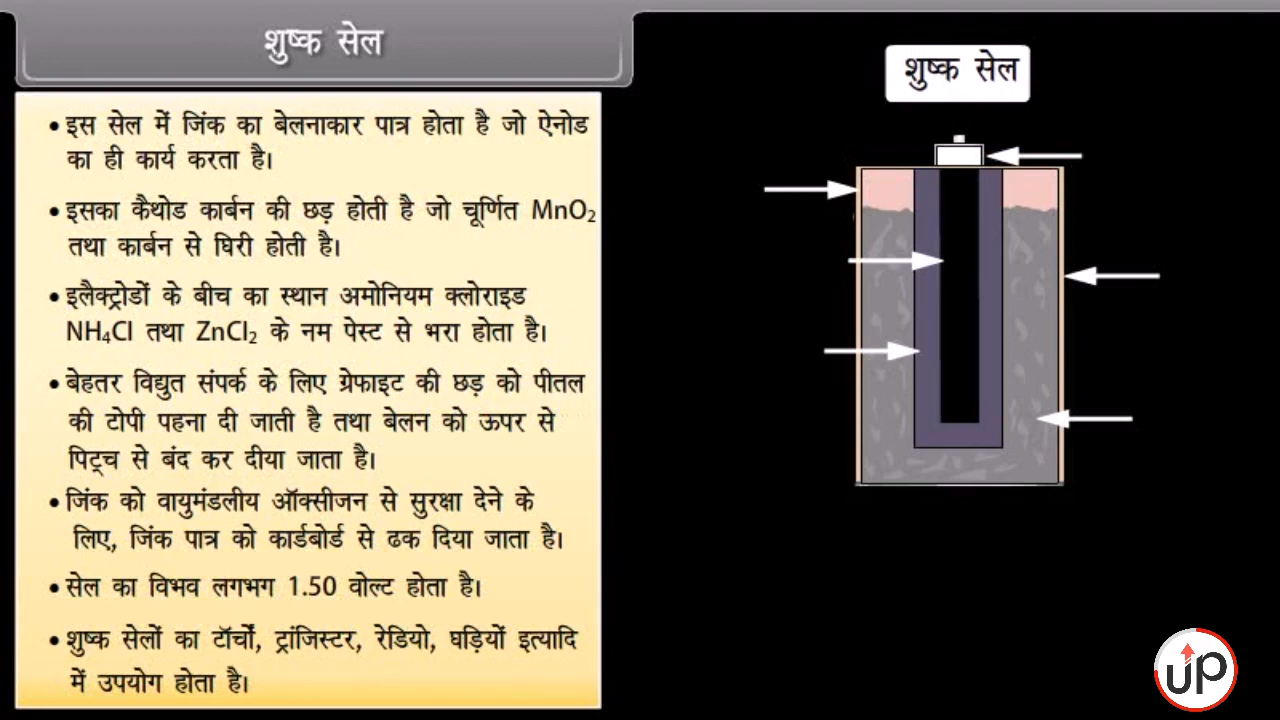 शुष्क सेल
• इस सेल में जिंक का बेलनाकार पात्र होता है जो ऐनोड
का ही कार्य करता है।
• इसका कैथोड कार्बन की छड़ होती है जो चूर्णित MnO₂
तथा कार्बन से घिरी होती है।
• इलैक्ट्रोडों के बीच का स्थान अमोनियम क्लोराइड
NH₄Cl तथा ZnCl₂ के नम पेस्ट से भरा होता है।
• बेहतर विद्युत संपर्क के लिए ग्रेफाइट की छड़ को पीतल
की टोपी पहना दी जाती है तथा बेलन को ऊपर से
पिट्च से बंद कर दीया जाता है।
• जिंक को वायुमंडलीय ऑक्सीजन से सुरक्षा देने के
लिए, जिंक पात्र को कार्डबोर्ड से ढक दिया जाता है।
• सेल का विभव लगभग 1.50 वोल्ट होता है।
• शुष्क सेलों का टॉर्चों, ट्रांजिस्टर, रेडियो, घड़ियों इत्यादि
में उपयोग होता है।
शुष्क सेल
UP